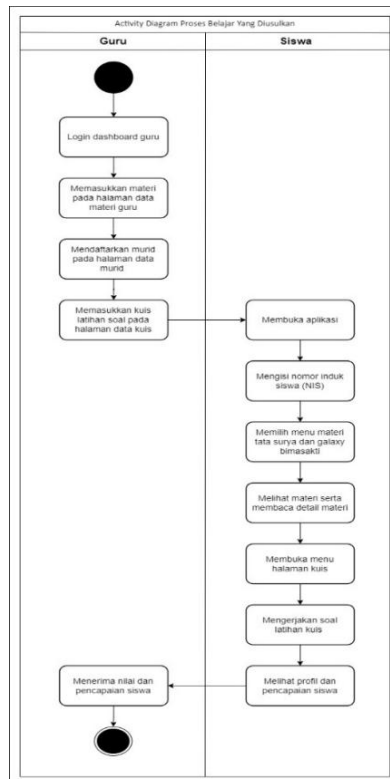 Activity Diagram Proses Belajar Yang Diusulkan
Guru
Siswa
Login dashboard guru
Memasukkan materi
pada halaman data
materi guru
Mendaftarkan murid
pada halaman data
murid
Memasukkan kuis
latihan soal pada
halaman data kuis
Membuka aplikasi
Mengisi nomor induk
siswa (NIS)
Memilih menu materi
tata surya dan galaxy
bimasakti
Melihat materi serta
membaca detail materi
Membuka menu
halaman kuis
Mengerjakan soal
latihan kuis
Melihat profil dan
pencapaian siswa
Menerima nilai dan
pencapaian siswa